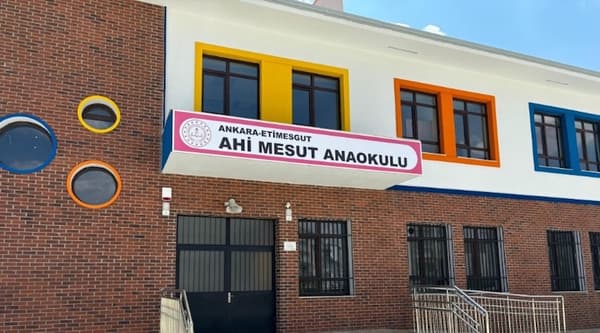 ANKARA-ETİMESGUT
AHİ MESUT ANAOKULU